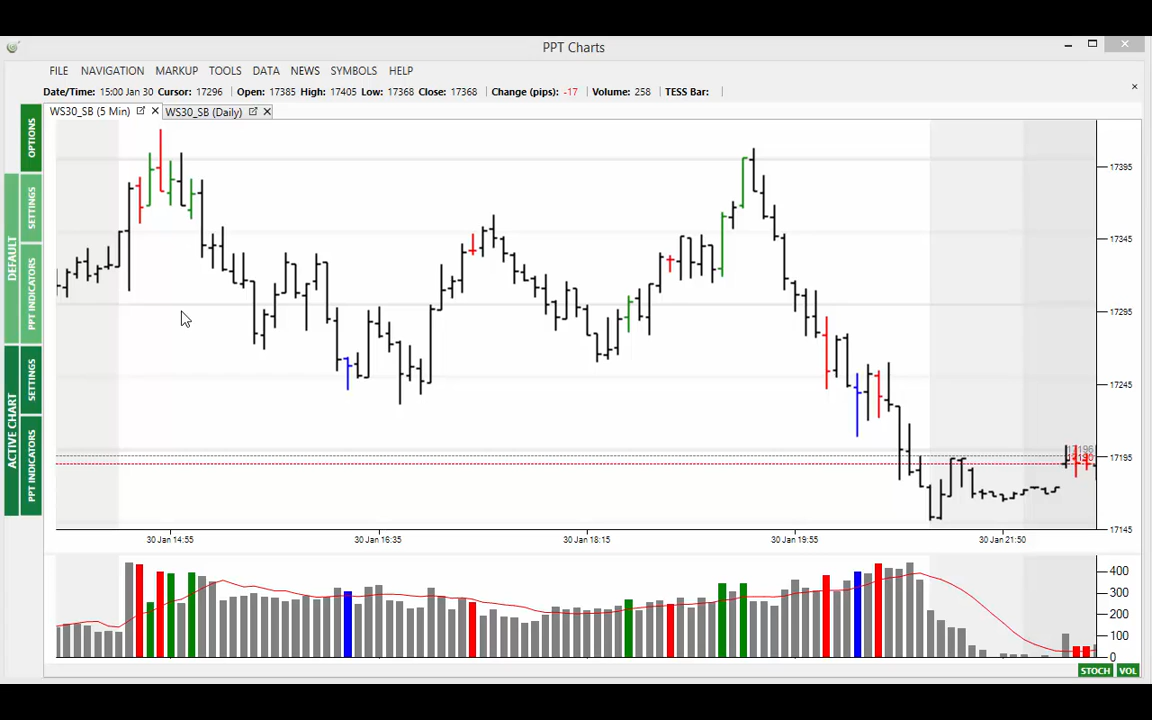 PPT Charts
FILE NAVIGATION MARKUP TOOLS DATA NEWS SYMBOLS HELP
Date/Time: 15:00 Jan 30 Cursor: 17296 Open: 17385 High: 17405 Low: 17368 Close: 17368 Change (pips): -17 Volume: 258 TESS Bar:
WS30_SB (5 Min) WS30_SB (Daily)
OPTIONS
DEFAULT
SETTINGS
PPT INDICATORS
ACTIVE CHART
SETTINGS
PPT INDICATORS
17395
17345
17295
17245
17195
17145
30 Jan 14:55 30 Jan 16:35 30 Jan 18:15 30 Jan 19:55 30 Jan 21:50
400
300
200
100
0
STOCH VOL